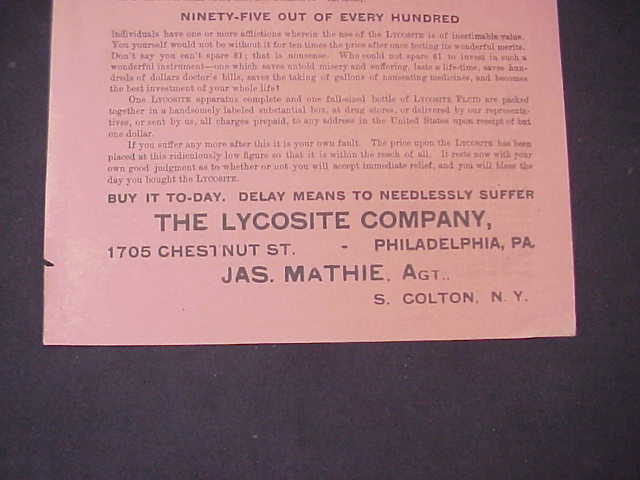 NINETY-FIVE OUT OF EVERY HUNDRED
Individuals have one or more afflictions wherein the use of the LYCOSITE is of inestimable value.
You yourself would not be without it for ten times the price after once testing its wonderful merits.
Don't say you can't spare $1; that is nonsense. Who could not spare $1 to invest in such a
wonderful instrument—one which saves untold misery and suffering, lasts a life-time, saves hun-
dreds of dollars doctor's bills, saves the taking of gallons of nauseating medicines, and becomes
the best investment of your whole life!
One LYCOSITE apparatus complete and one full-sized bottle of LYCOSITE FLUID are packed
together in a handsomely labeled substantial box, at drug stores, or delivered by our representa-
tives, or sent by us, all charges prepaid, to any address in the United States upon receipt of but
one dollar.
If you suffer any more after this it is your own fault. The price upon the LYCOSITE has been
placed at this ridiculously low figure so that it is within the reach of all. It rests now with your
own good judgment as to whether or not you will accept immediate relief, and you will bless the
day you bought the LYCOSITE.
BUY IT TO-DAY. DELAY MEANS TO NEEDLESSLY SUFFER
THE LYCOSITE COMPANY,
1705 CHESTNUT ST. - PHILADELPHIA, PA.
JAS. MATHIE, AGT.,
S. COLTON, N. Y.